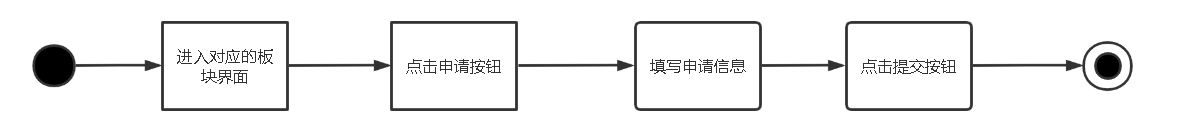 进入对应的板
块界面
点击申请按钮
填写申请信息
点击提交按钮